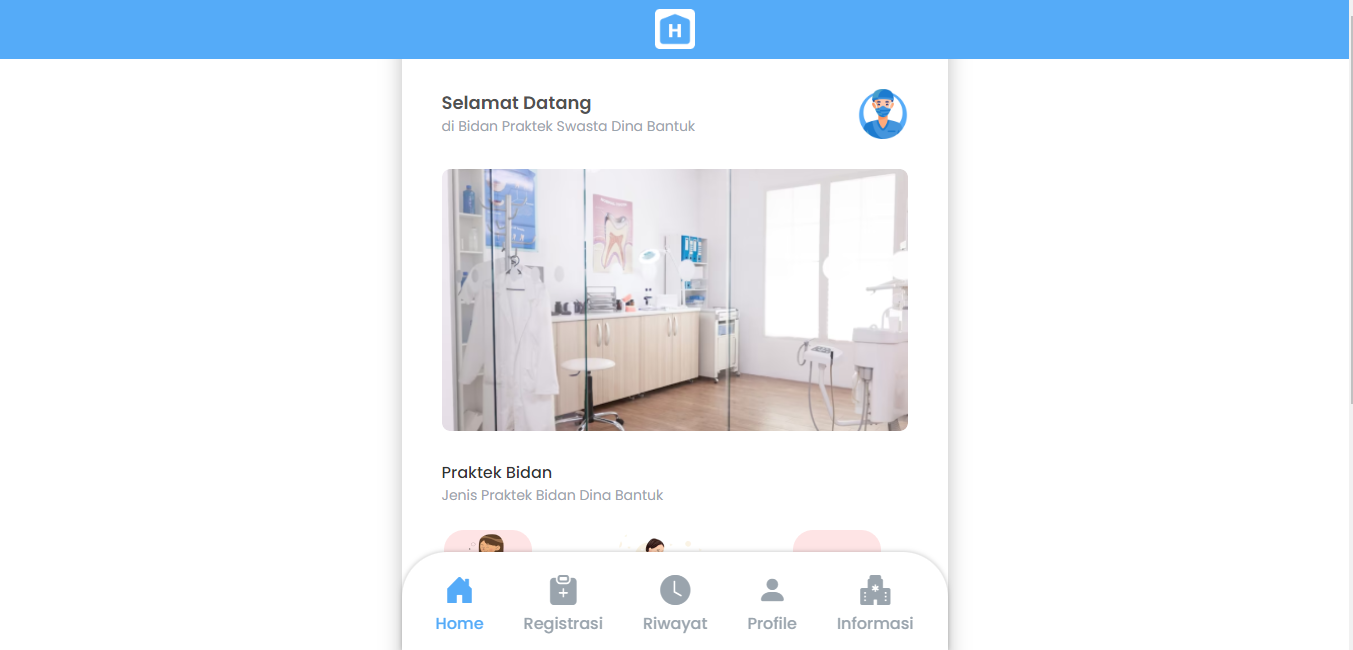 H
Selamat Datang
di Bidan Praktek Swasta Dina Bantuk
Praktek Bidan
Jenis Praktek Bidan Dina Bantuk
Home
Registrasi
Riwayat
Profile
Informasi